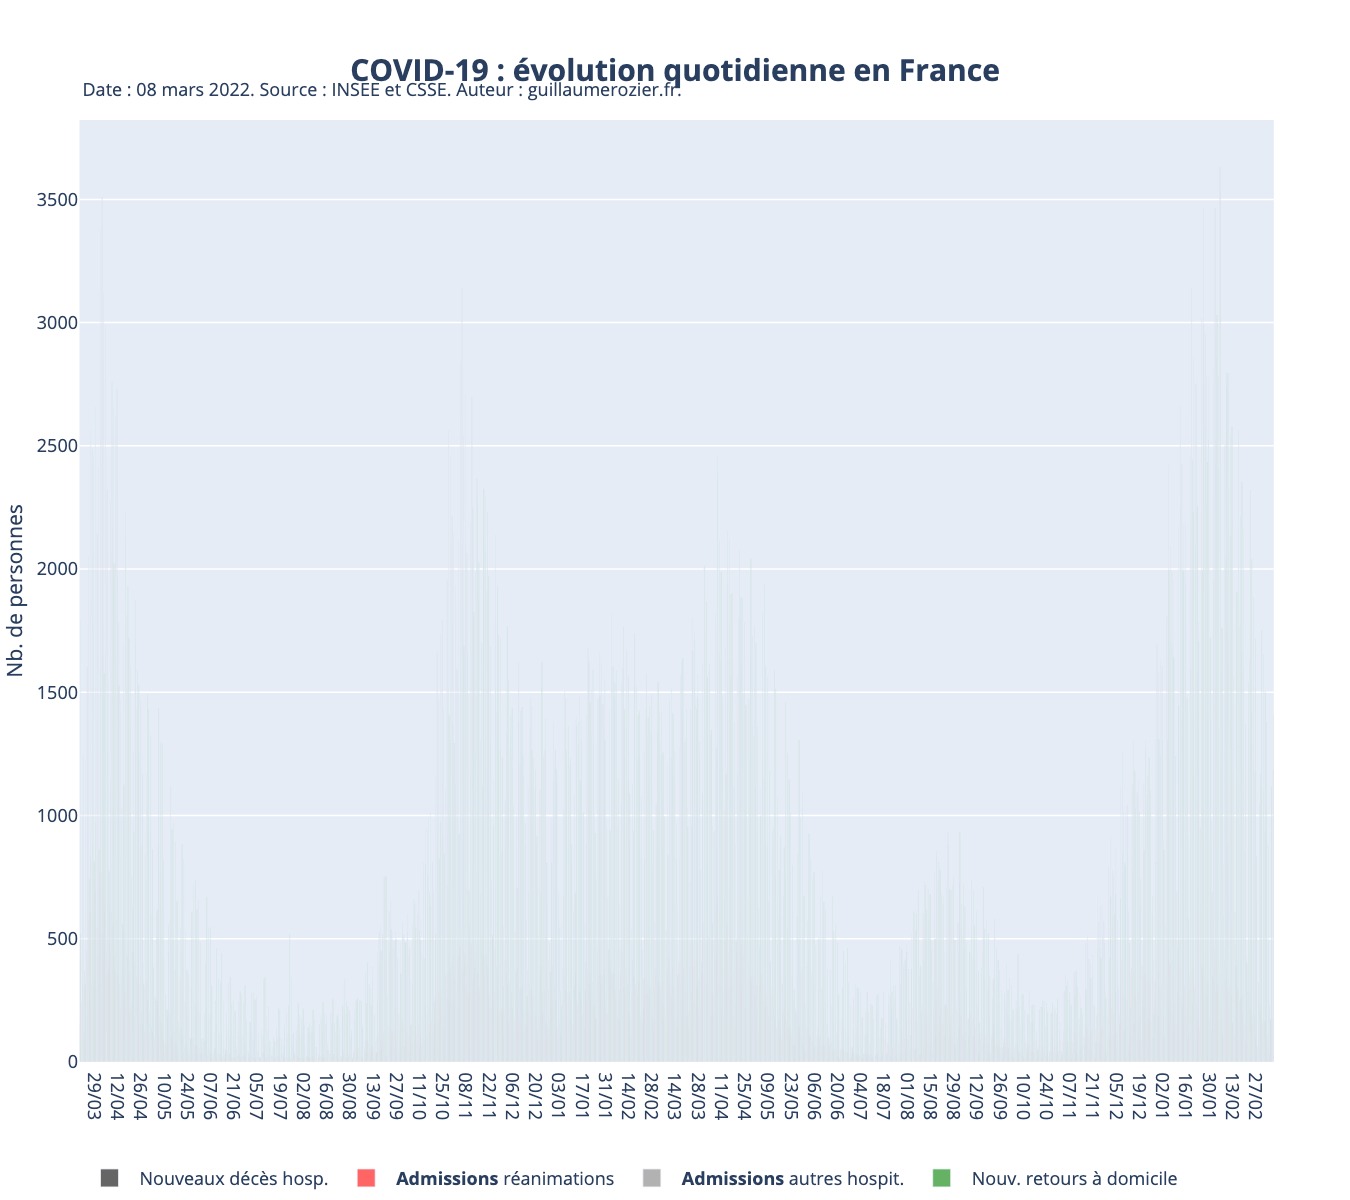 COVID-19 : évolution quotidienne en France
Date : 08 mars 2022. Source : INSEE et CSSE. Auteur : guillaumerozier.fr.
3500
3000
2500
2000
1500
1000
500
0
Nb. de personnes
29/03 12/04 26/04 10/05 24/05 07/06 21/06 05/07 19/07 02/08 16/08 30/08 13/09 27/09 11/10 25/10 08/11 22/11 06/12 20/12 03/01 17/01 31/01 14/02 28/02 14/03 28/03 11/04 25/04 09/05 23/05 06/06 20/06 04/07 18/07 01/08 15/08 29/08 12/09 26/09 10/10 24/10 07/11 21/11 05/12 19/12 02/01 16/01 30/01 13/02 27/02
Nouveaux décès hosp. Admissions réanimations Admissions autres hospit. Nouv. retours à domicile